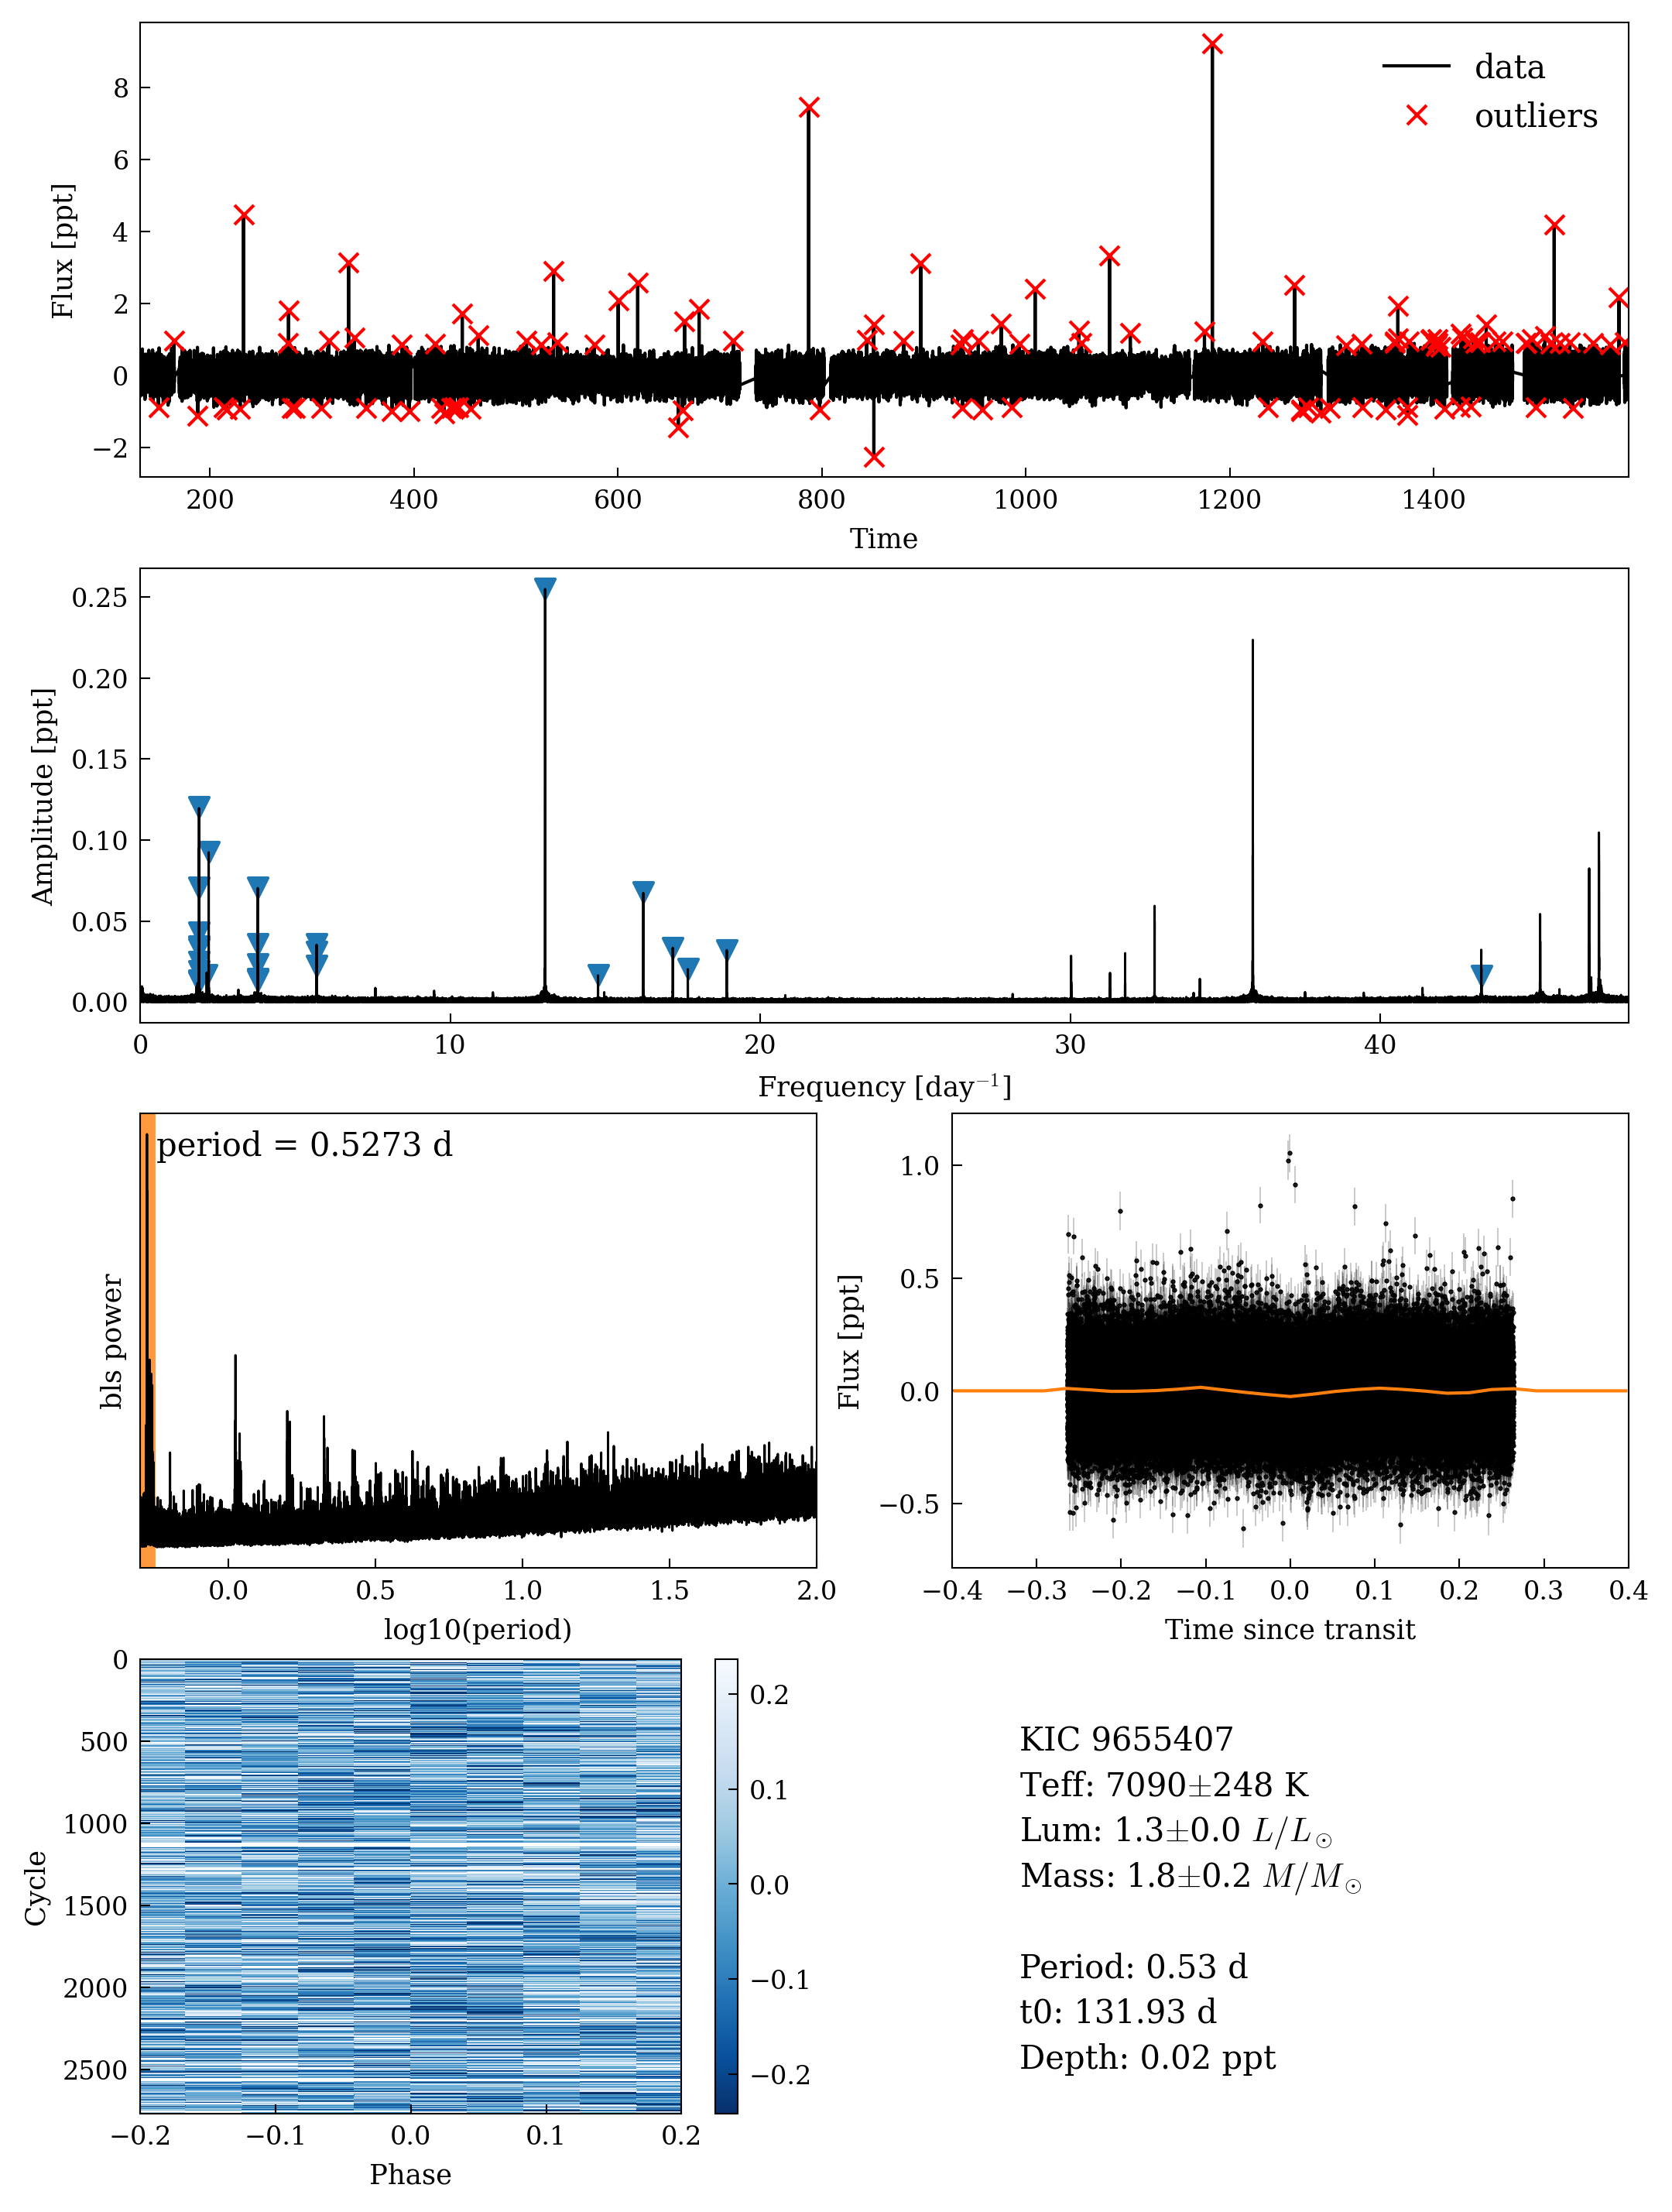 8
6
4
2
0
−2
Flux [ppt]
data
outliers
200
400
600
800
1000
1200
1400
Time
0.25
0.20
0.15
0.10
0.05
0.00
Amplitude [ppt]
0
10
20
30
40
Frequency [day⁻¹]
period = 0.5273 d
bls power
0.0
0.5
1.0
1.5
2.0
log10(period)
1.0
0.5
0.0
−0.5
Flux [ppt]
−0.4
−0.3
−0.2
−0.1
0.0
0.1
0.2
0.3
0.4
Time since transit
0
500
1000
1500
2000
2500
Cycle
−0.2
−0.1
0.0
0.1
0.2
Phase
0.2
0.1
0.0
−0.1
−0.2
KIC 9655407
Teff: 7090±248 K
Lum: 1.3±0.0 L/L⊙
Mass: 1.8±0.2 M/M⊙
Period: 0.53 d
t0: 131.93 d
Depth: 0.02 ppt